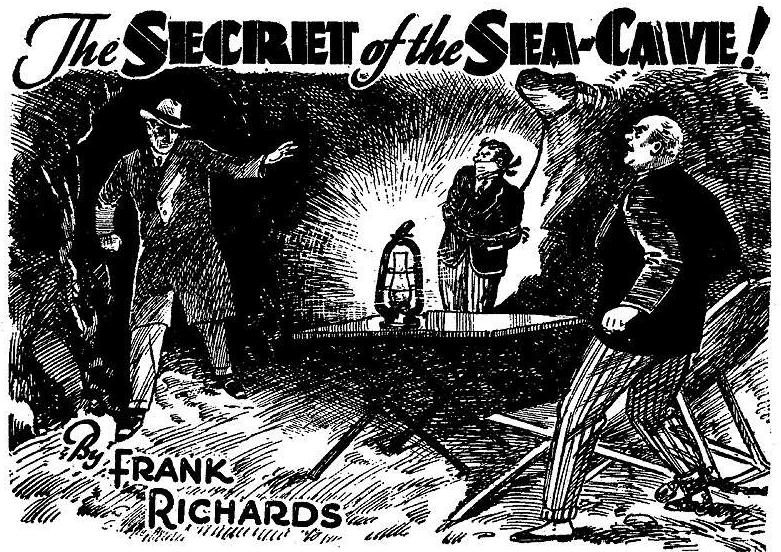 The SECRET of the SEA-CAVE!
By FRANK
RICHARDS